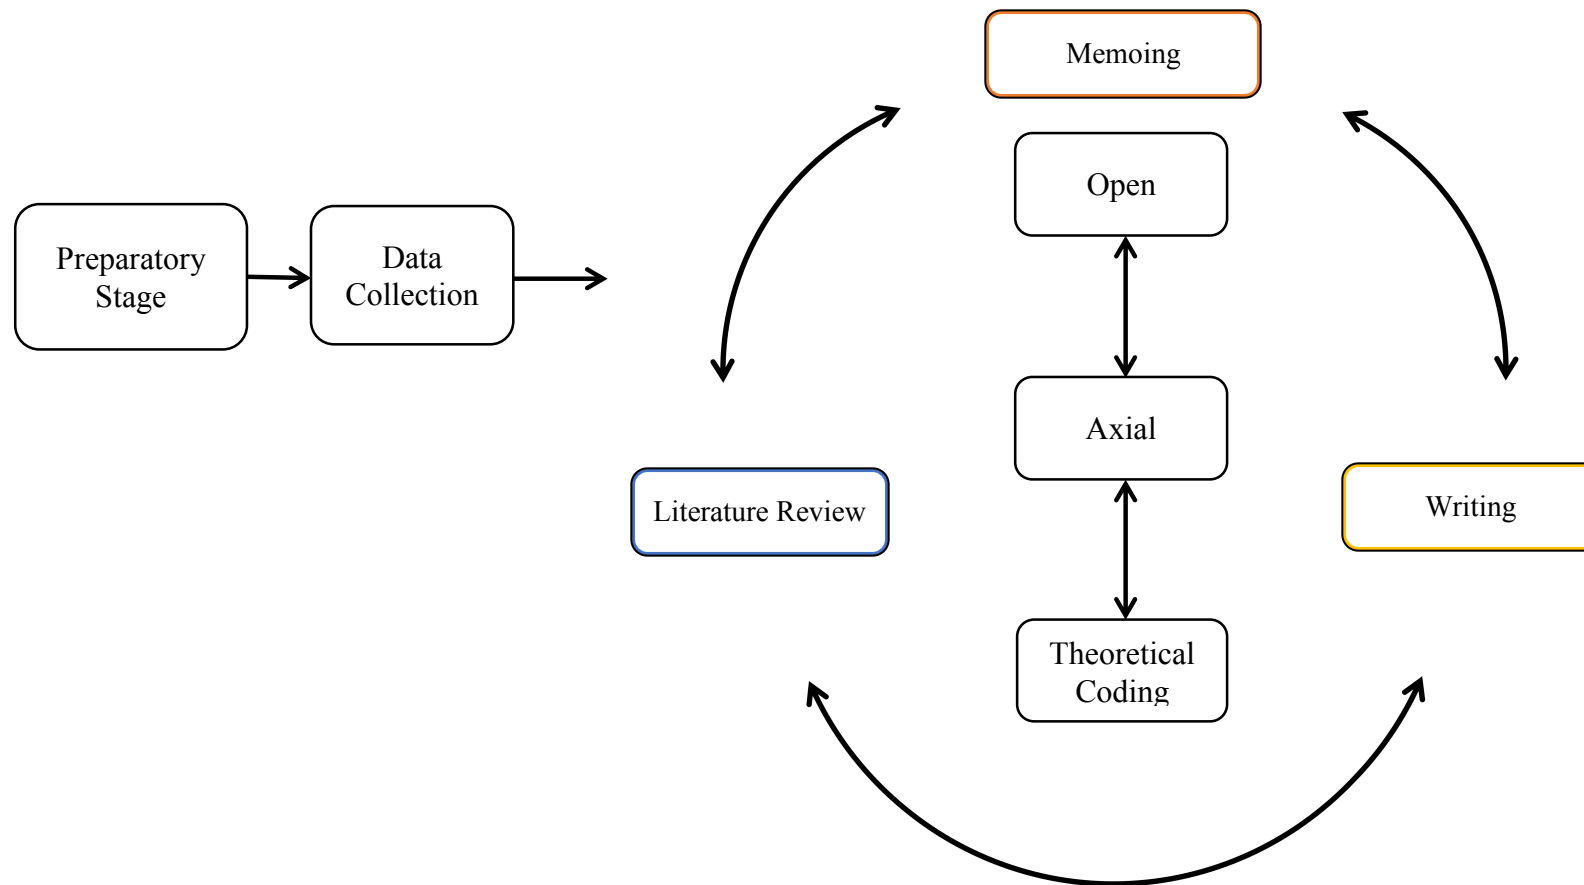 Memoing
Open
Preparatory
Stage
Data
Collection
Axial
Literature Review
Writing
Theoretical
Coding